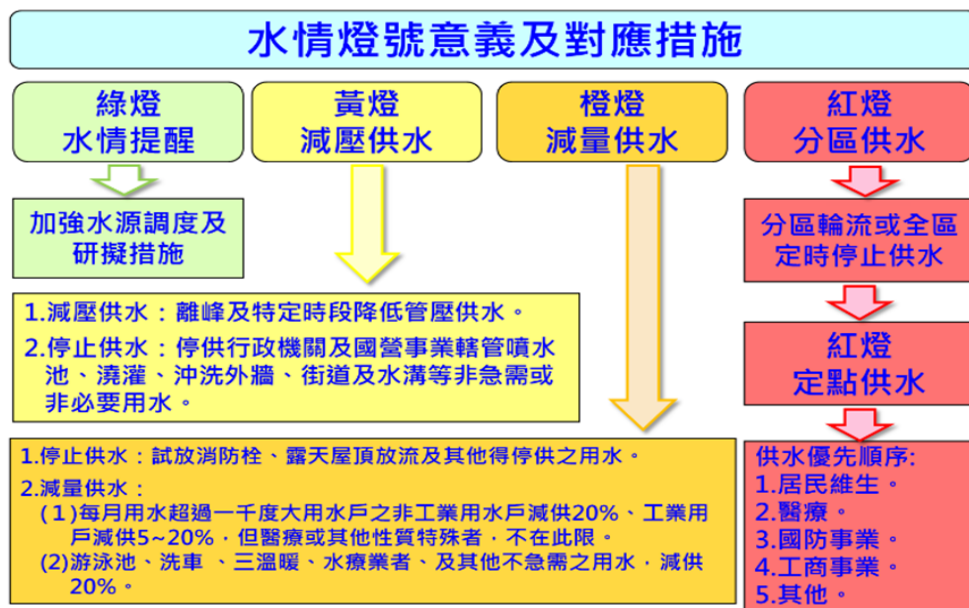 水情燈號意義及對應措施
綠燈
水情提醒
黃燈
減壓供水
橙燈
減量供水
紅燈
分區供水
加強水源調度及
研擬措施
分區輪流或全區
定時停止供水
1.減壓供水：離峰及特定時段降低管壓供水。
2.停止供水：停供行政機關及國營事業轄管噴水
池、澆灌、沖洗外牆、街道及水溝等非急需或
非必要用水。
紅燈
定點供水
1.停止供水：試放消防栓、露天屋頂放流及其他得停供之用水。
2.減量供水：
(1)每月用水超過一千度大用水戶之非工業用水戶減供20%、工業用
戶減供5~20%，但醫療或其他性質特殊者，不在此限。
(2)游泳池、洗車 、三溫暖、水療業者、及其他不急需之用水，減供
20%。
供水優先順序:
1.居民維生。
2.醫療。
3.國防事業。
4.工商事業。
5.其他。